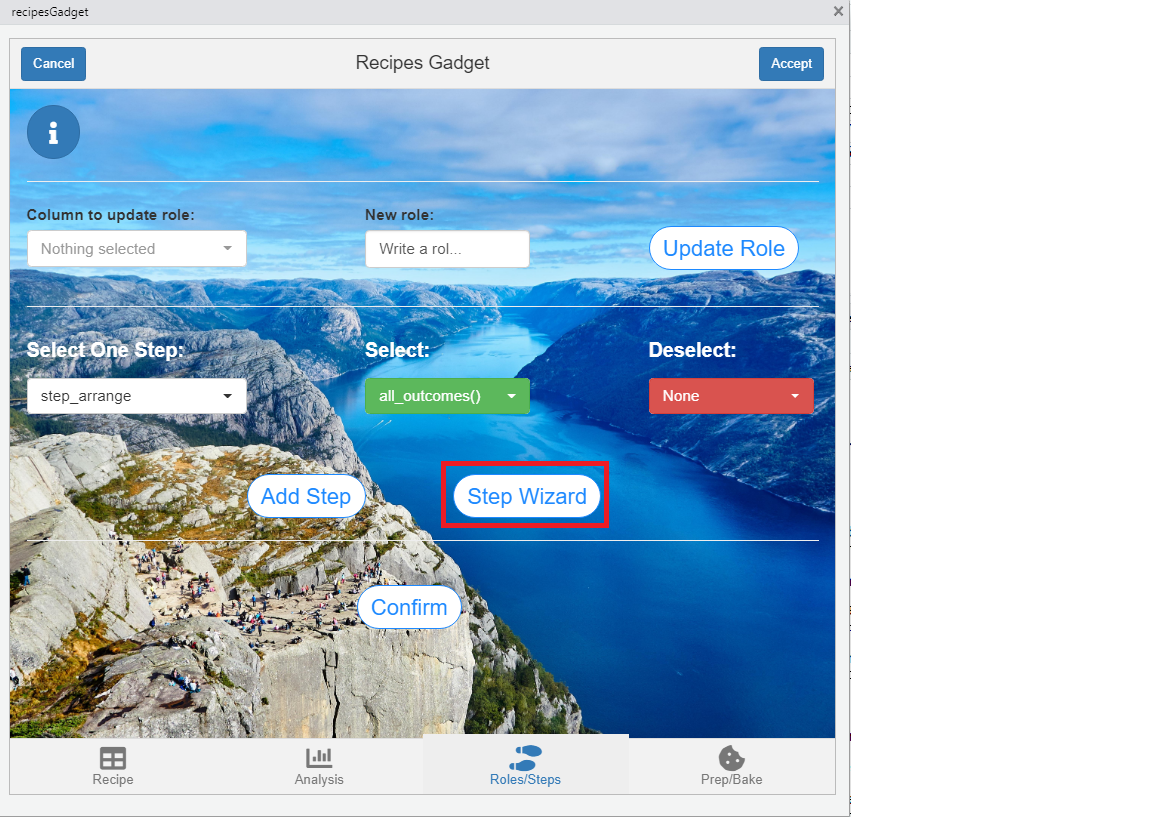 recipesGadget
Cancel
Recipes Gadget
Accept
Column to update role:
New role:
Nothing selected
Write a rol...
Update Role
Select One Step:
Select:
Deselect:
step_arrange
all_outcomes()
None
Add Step
Step Wizard
Confirm
Recipe
Analysis
Roles/Steps
Prep/Bake